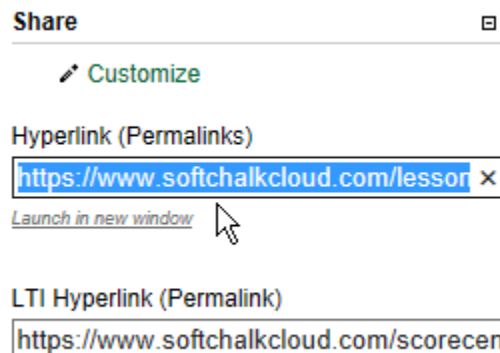 Share
Customize
Hyperlink (Permalinks)
https://www.softchalkcloud.com/lesson
Launch in new window
LTI Hyperlink (Permalink)
https://www.softchalkcloud.com/scorecen